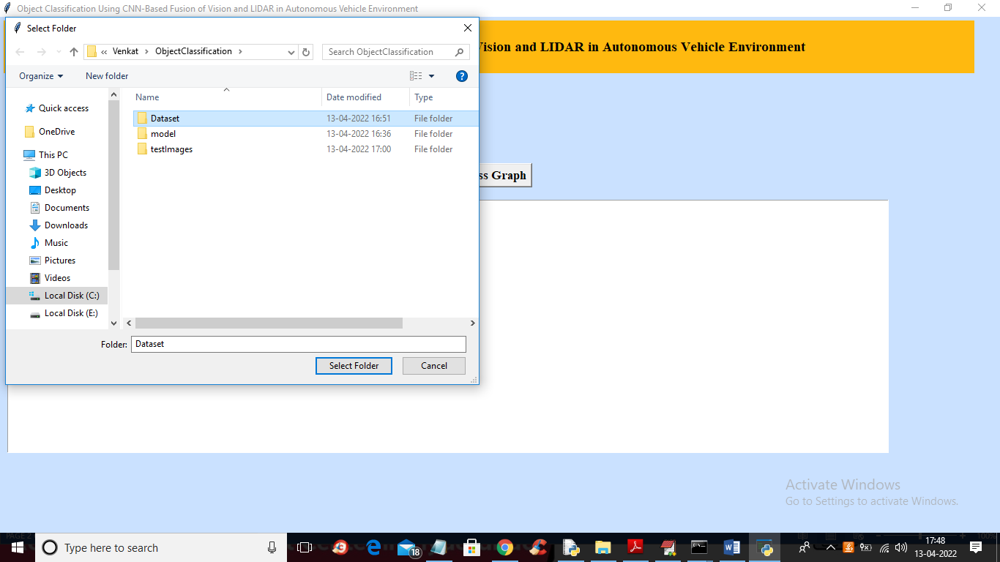 Object Classification Using CNN-Based Fusion of Vision and LIDAR in Autonomous Vehicle Environment
Select Folder
Vision and LIDAR in Autonomous Vehicle Environment
« Venkat › ObjectClassification ›
Search ObjectClassification
Organize
New folder
Name
Date modified
Type
Quick access
OneDrive
This PC
3D Objects
Desktop
Documents
Downloads
Music
Pictures
Videos
Local Disk (C:)
Local Disk (E:)
Dataset 13-04-2022 16:51 File folder
model 13-04-2022 16:36 File folder
testImages 13-04-2022 17:00 File folder
ss Graph
Folder: Dataset
Select Folder
Cancel
Activate Windows
Go to Settings to activate Windows.
PAGE 2
Type here to search
18
100%
17:48
13-04-2022